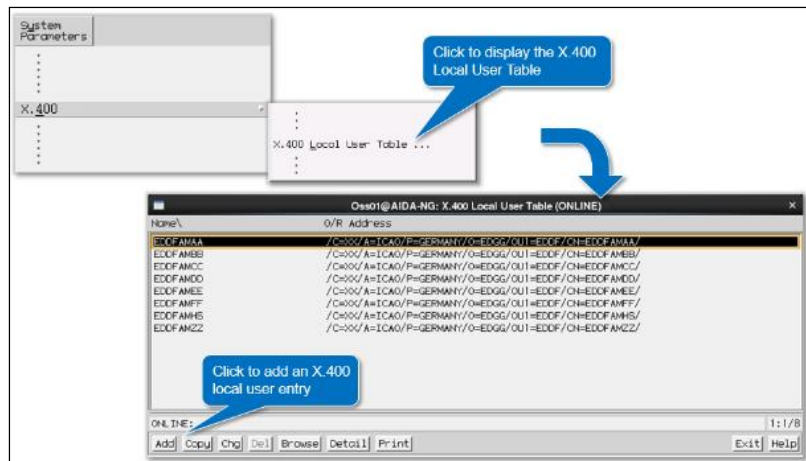 System
Parameters
X.400
Click to display the X.400
Local User Table
X.400 Local User Table ...
Oss01@AIDA-NG: X.400 Local User Table (ONLINE)
Name\ O/R Address
EDDFAMAA /C=XX/A=ICAO/P=GERMANY/O=EDGG/OU1=EDDF/CN=EDDFAMAA/
EDDFAMBB /C=XX/A=ICAO/P=GERMANY/O=EDGG/OU1=EDDF/CN=EDDFAMBB/
EDDFAMCC /C=XX/A=ICAO/P=GERMANY/O=EDGG/OU1=EDDF/CN=EDDFAMCC/
EDDFAMDD /C=XX/A=ICAO/P=GERMANY/O=EDGG/OU1=EDDF/CN=EDDFAMDD/
EDDFAMEE /C=XX/A=ICAO/P=GERMANY/O=EDGG/OU1=EDDF/CN=EDDFAMEE/
EDDFAMFF /C=XX/A=ICAO/P=GERMANY/O=EDGG/OU1=EDDF/CN=EDDFAMFF/
EDDFAMHS /C=XX/A=ICAO/P=GERMANY/O=EDGG/OU1=EDDF/CN=EDDFAMHS/
EDDFAMZZ /C=XX/A=ICAO/P=GERMANY/O=EDGG/OU1=EDDF/CN=EDDFAMZZ/
Click to add an X.400
local user entry
ONLINE: 1:1/8
Add Copy Chg Del Browse Detail Print Exit Help